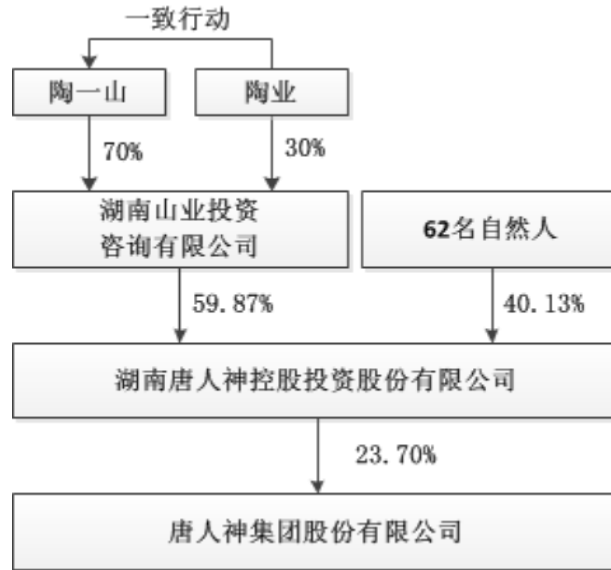 一致行动
陶一山
陶业
70%
30%
湖南山业投资
咨询有限公司
62名自然人
59.87%
40.13%
湖南唐人神控股投资股份有限公司
23.70%
唐人神集团股份有限公司